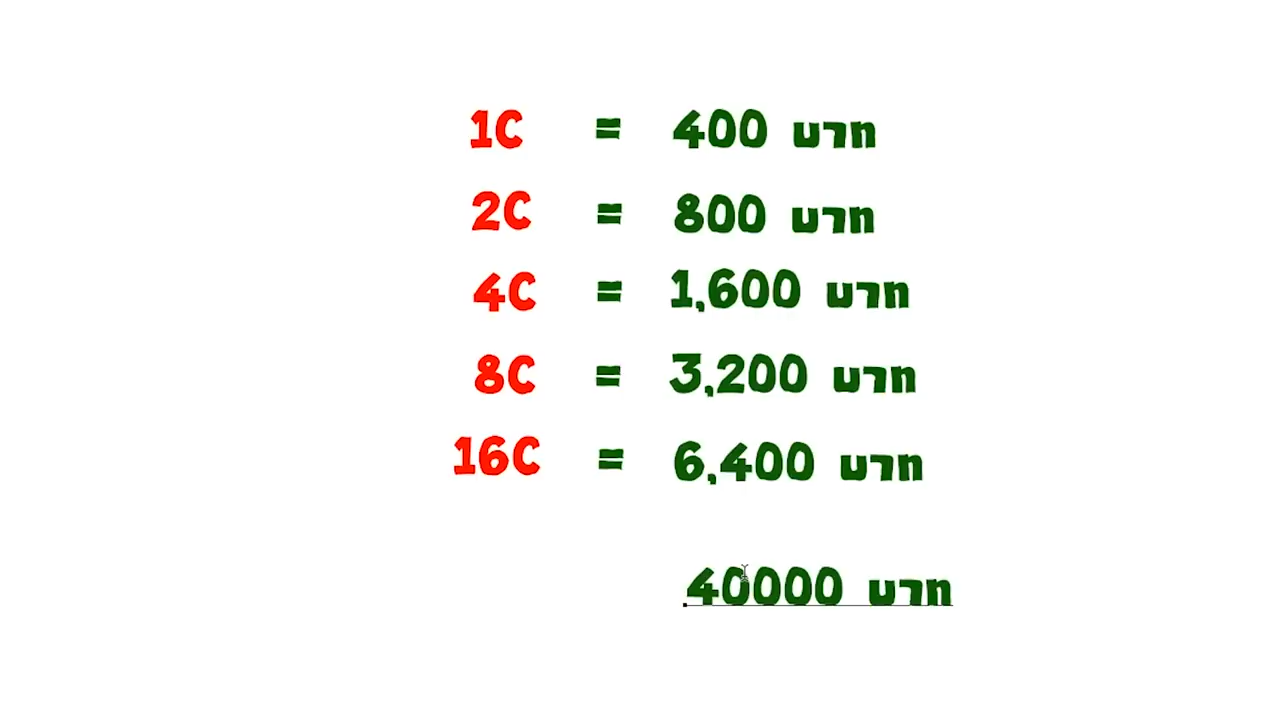 1C = 400 บาท
2C = 800 บาท
4C = 1,600 บาท
8C = 3,200 บาท
16C = 6,400 บาท
40000 บาท